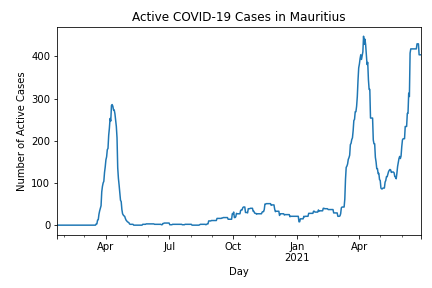 Active COVID-19 Cases in Mauritius
Number of Active Cases
400
300
200
100
0
Apr
Jul
Oct
Jan
2021
Apr
Day